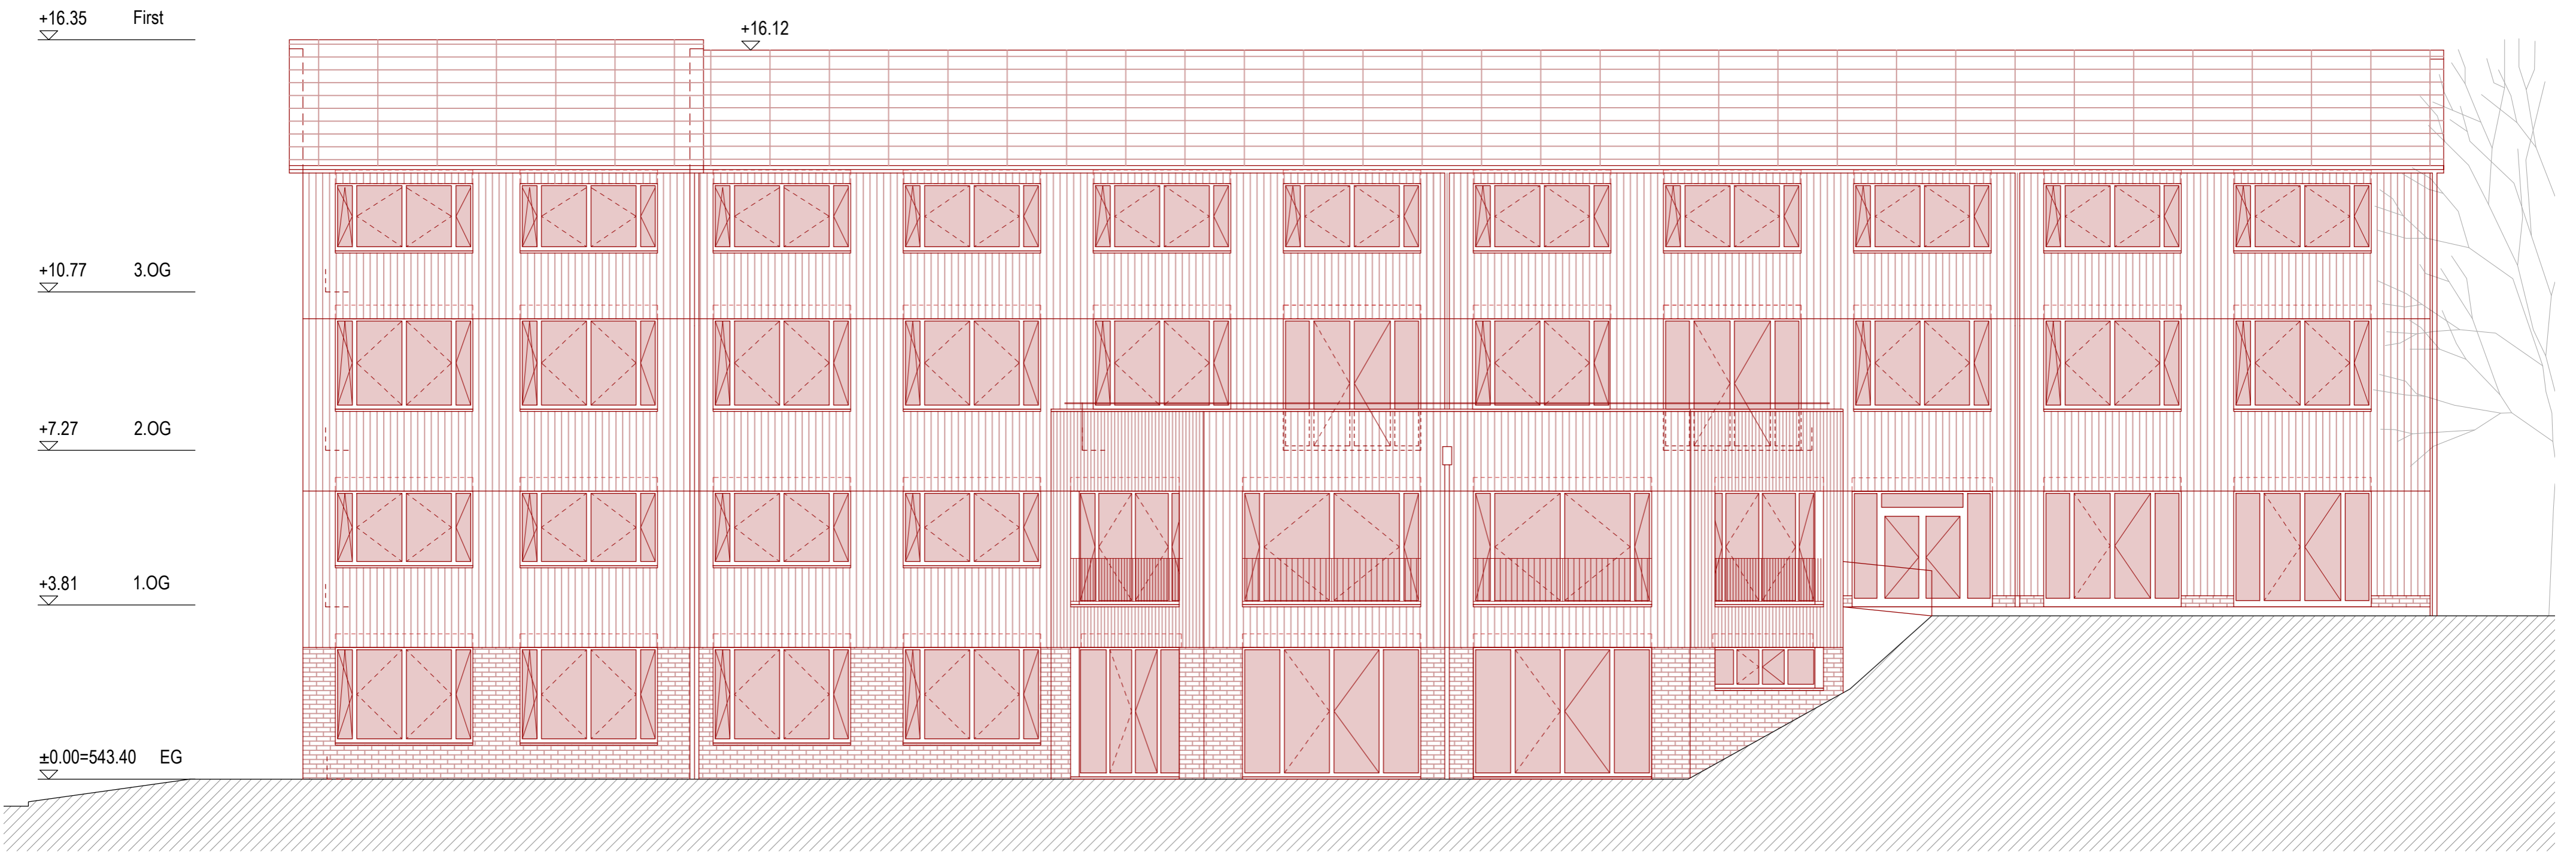 +16.35 First
+16.12
+10.77 3.OG
+7.27 2.OG
+3.81 1.OG
±0.00=543.40 EG